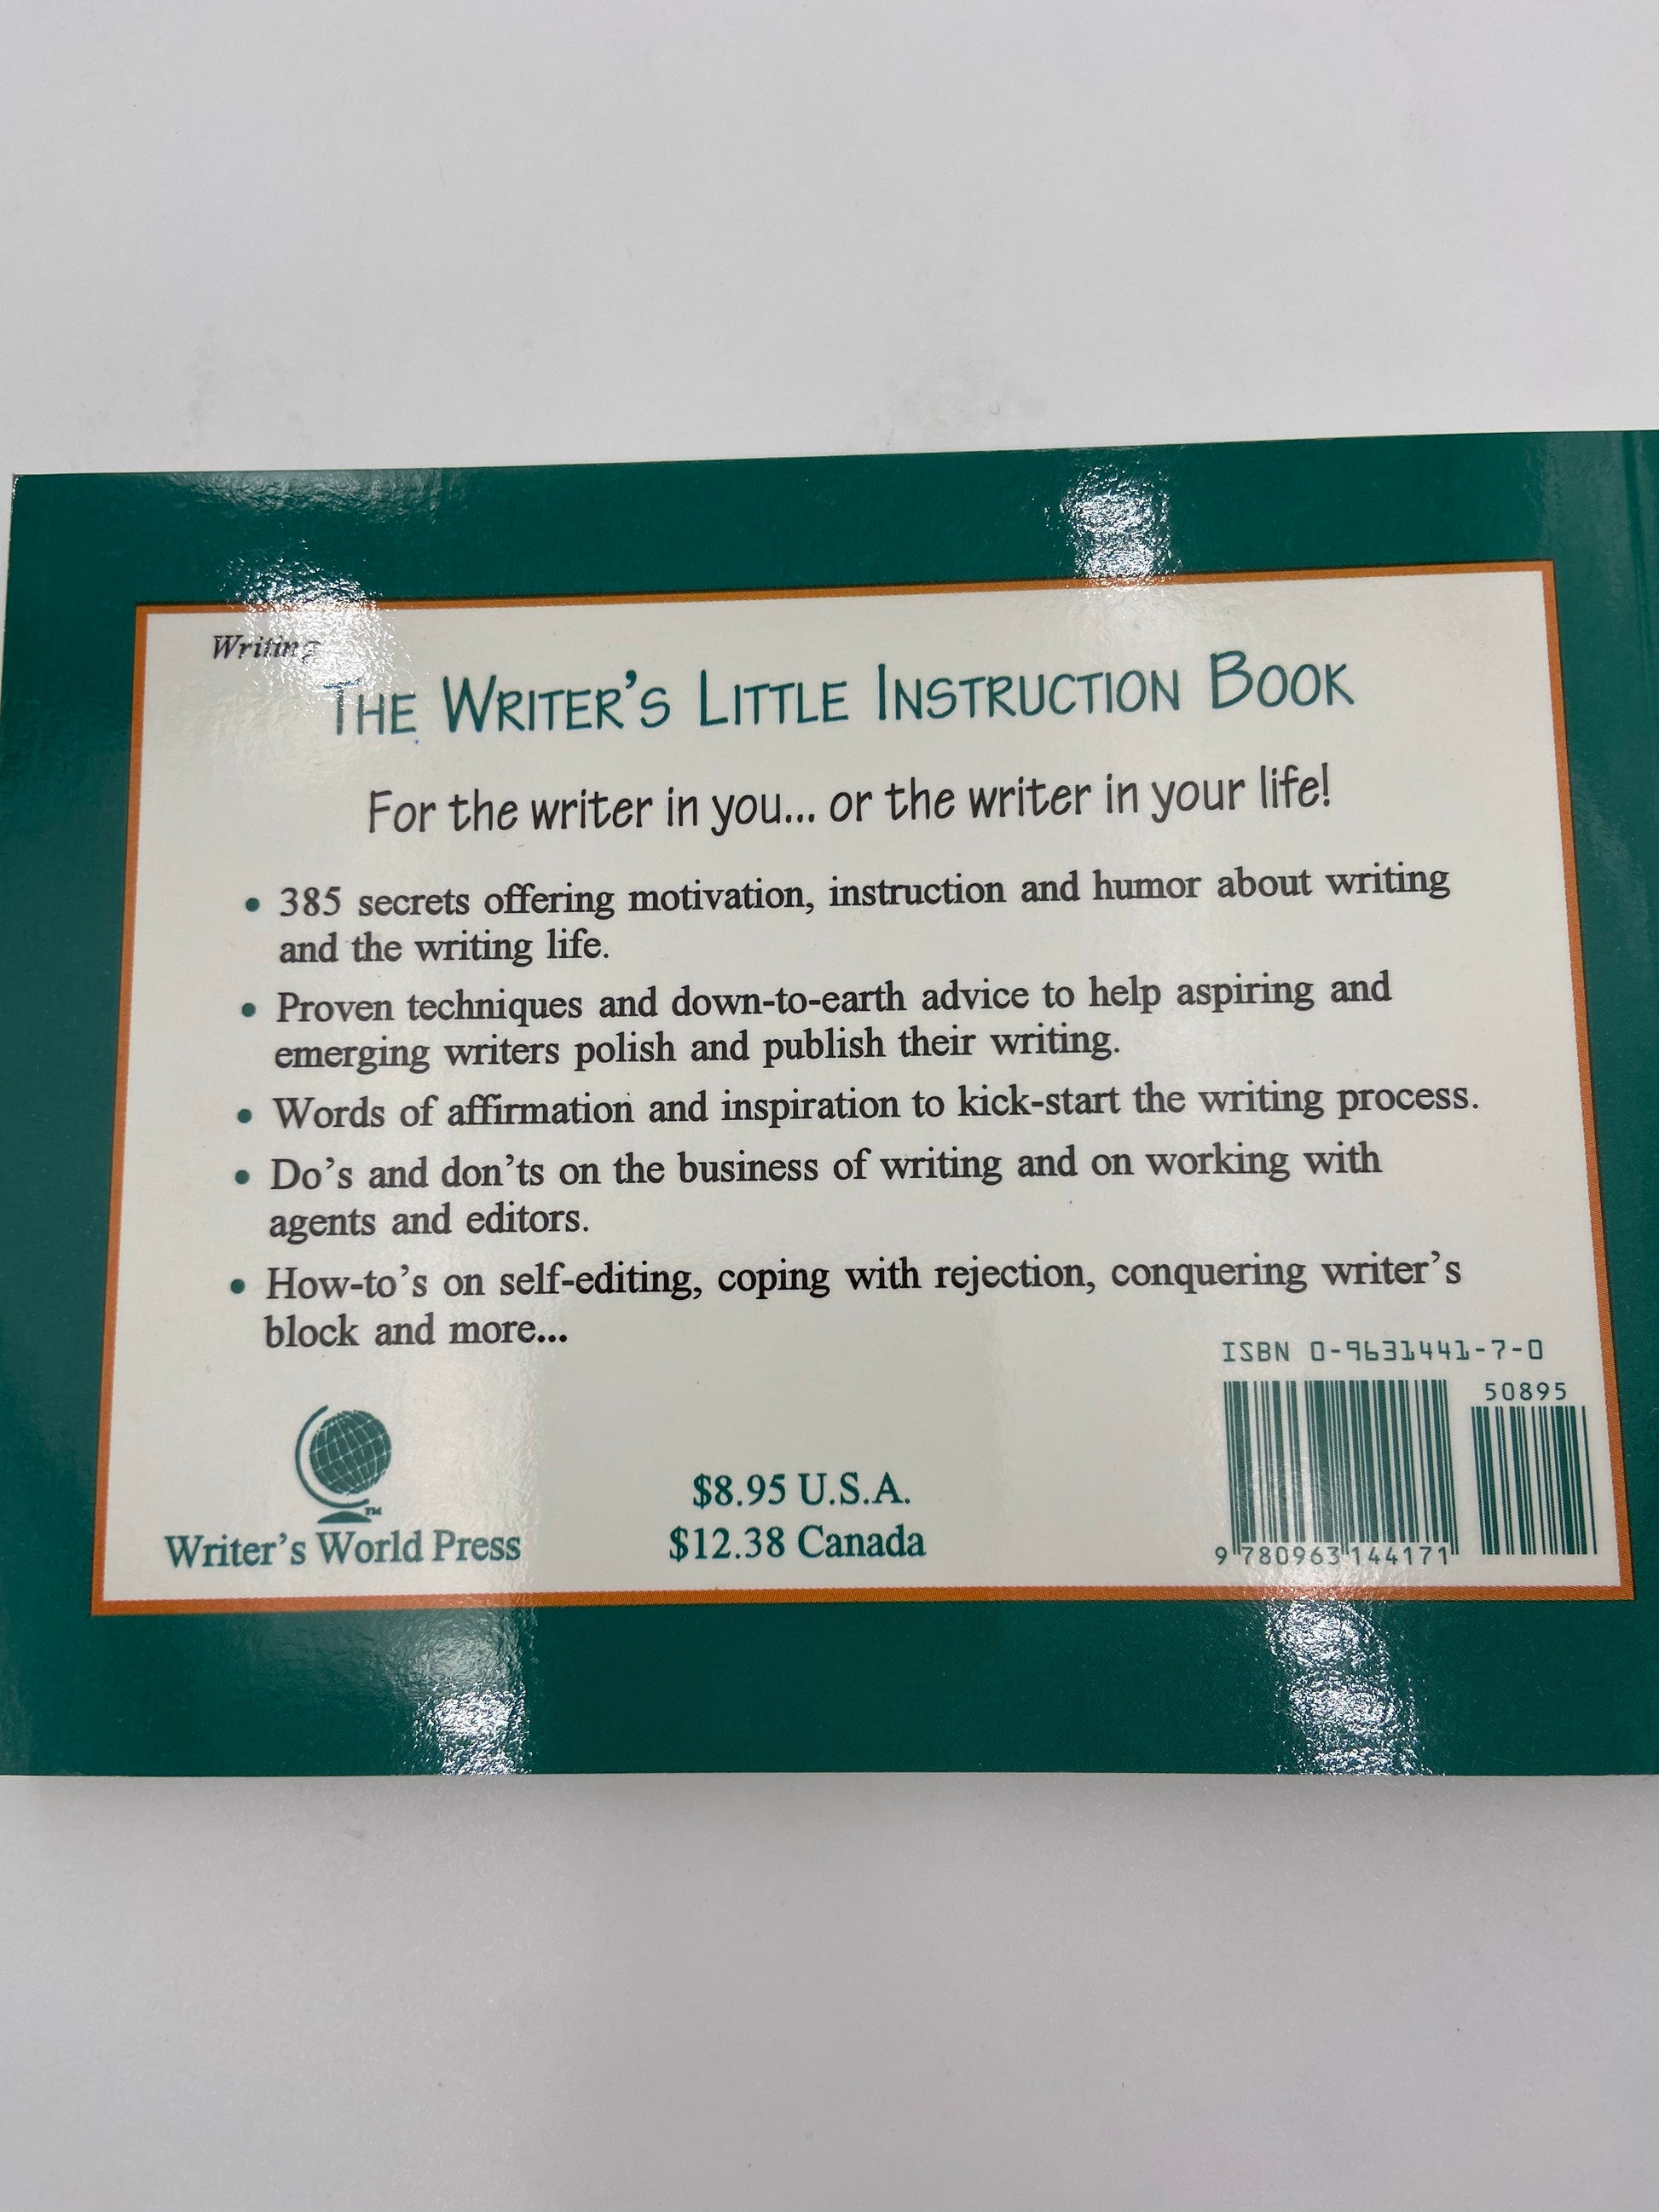 Writing
THE WRITER'S LITTLE INSTRUCTION BOOK
For the writer in you... or the writer in your life!
• 385 secrets offering motivation, instruction and humor about writing
and the writing life.
• Proven techniques and down-to-earth advice to help aspiring and
emerging writers polish and publish their writing.
• Words of affirmation and inspiration to kick-start the writing process.
• Do's and don'ts on the business of writing and on working with
agents and editors.
• How-to's on self-editing, coping with rejection, conquering writer's
block and more...
ISBN 0-9631441-7-0
50895
TM
Writer's World Press
$8.95 U.S.A.
$12.38 Canada
9 780963 144171